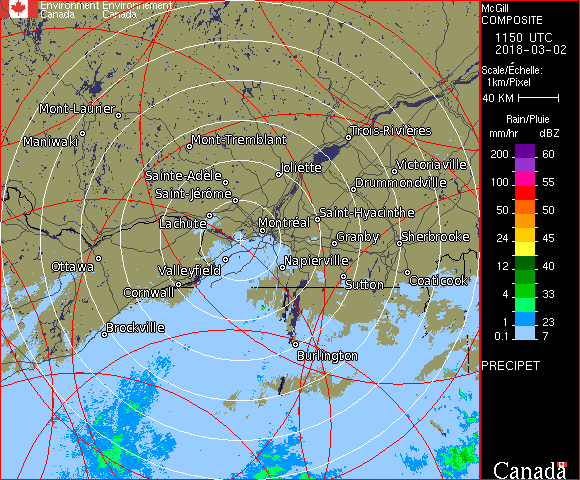 Environment Environnement
Canada Canada
McGill
COMPOSITE
1150 UTC
2018-03-02
Scale/Échelle:
1km/Pixel
40 KM
Rain/Pluie
mm/hr dBZ
200 60
150 57
100 55
50 50
24 45
12 40
4 33
1 23
0.1 7
PRECIPET
Canada
Mont-Laurier
Maniwaki
Mont-Tremblant
Trois-Rivières
Sainte-Adèle
Joliette
Victoriaville
Saint-Jérôme
Drummondville
Lachute
Montréal
Saint-Hyacinthe
Ottawa
Valleyfield
Napierville
Granby
Sherbrooke
Cornwall
Sutton
Coaticook
Brockville
Burlington